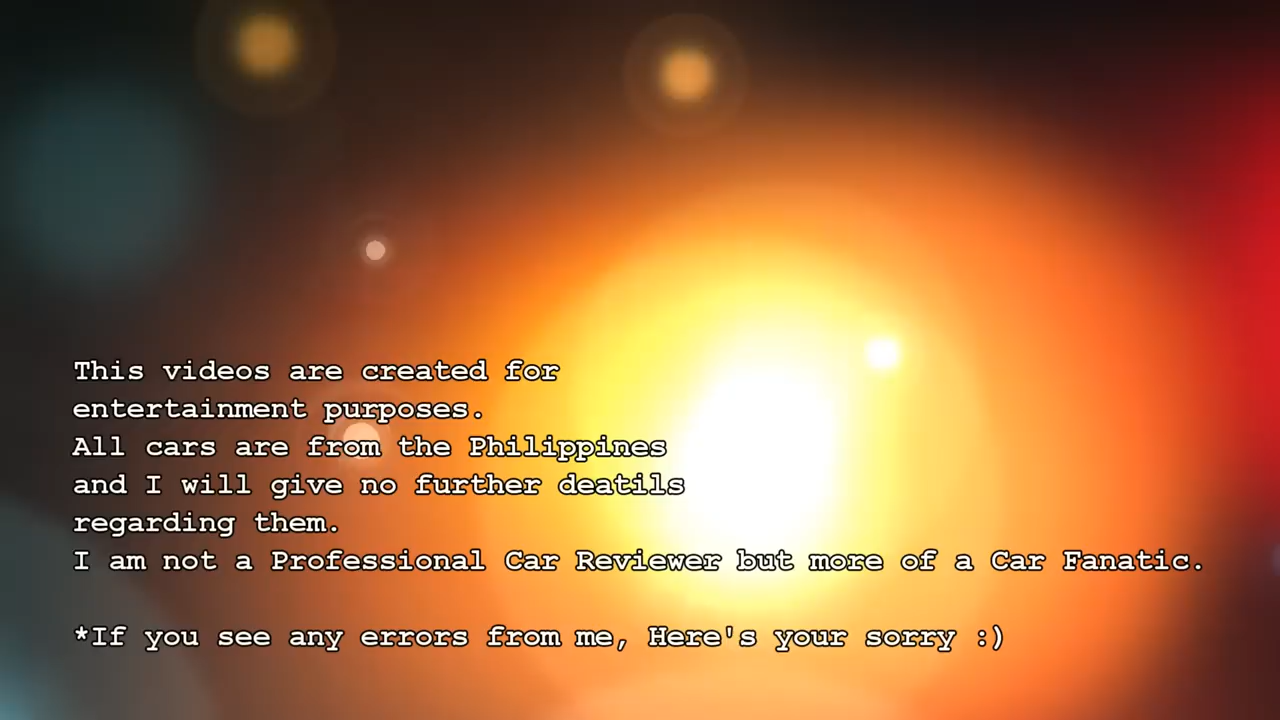 This videos are created for
entertainment purposes.
All cars are from the Philippines
and I will give no further deatils
regarding them.
I am not a Professional Car Reviewer but more of a Car Fanatic.
*If you see any errors from me, Here's your sorry :)